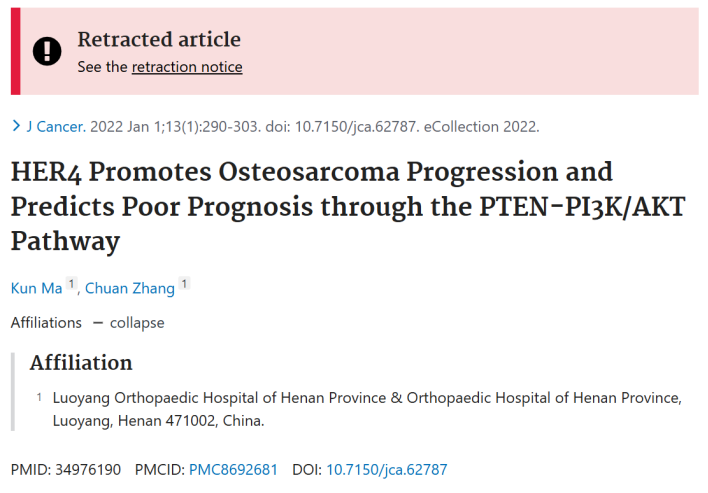 Retracted article
See the retraction notice
J Cancer. 2022 Jan 1;13(1):290-303. doi: 10.7150/jca.62787. eCollection 2022.
HER4 Promotes Osteosarcoma Progression and
Predicts Poor Prognosis through the PTEN-PI3K/AKT
Pathway
Kun Ma 1, Chuan Zhang 1
Affiliations — collapse
Affiliation
1 Luoyang Orthopaedic Hospital of Henan Province & Orthopaedic Hospital of Henan Province,
Luoyang, Henan 471002, China.
PMID: 34976190 PMCID: PMC8692681 DOI: 10.7150/jca.62787